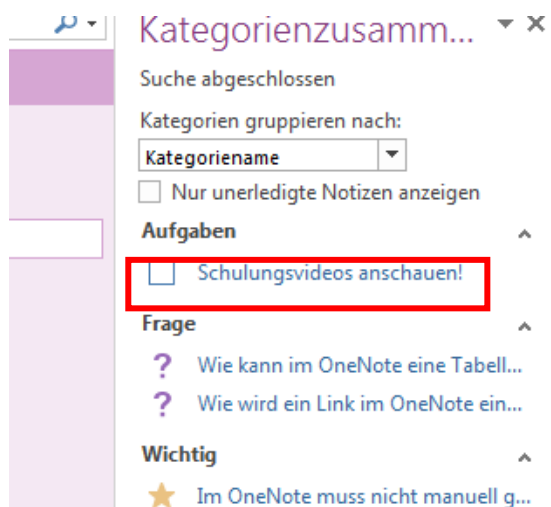 Kategorienzusamm...
Suche abgeschlossen
Kategorien gruppieren nach:
Kategoriename
Nur unerledigte Notizen anzeigen
Aufgaben
Schulungsvideos anschauen!
Frage
? Wie kann im OneNote eine Tabell...
? Wie wird ein Link im OneNote ein...
Wichtig
Im OneNote muss nicht manuell g...